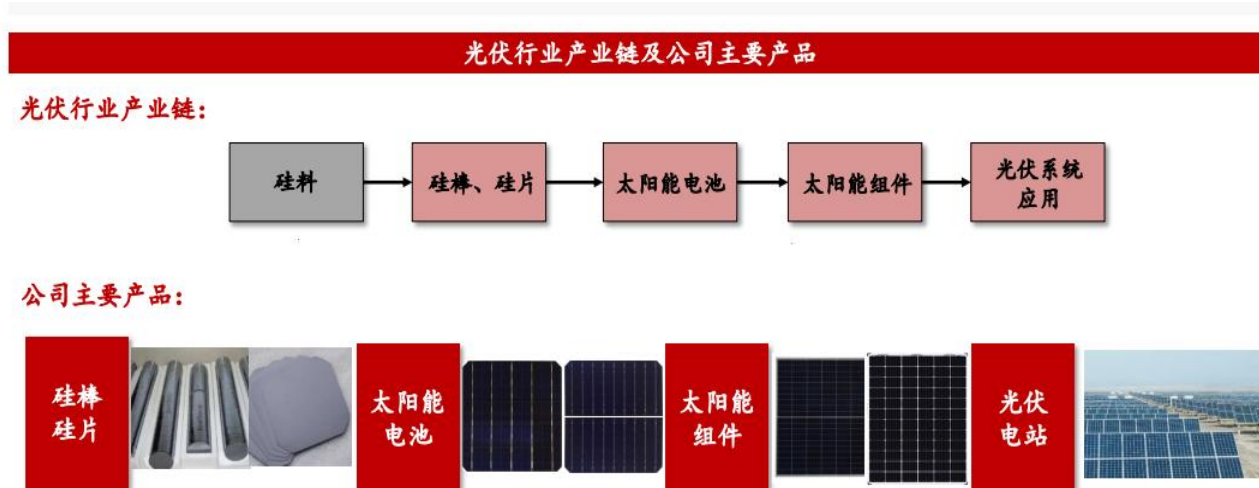 光伏行业产业链及公司主要产品
光伏行业产业链：
硅料
硅棒、硅片
太阳能电池
太阳能组件
光伏系统
应用
公司主要产品：
硅棒
硅片
太阳能
电池
太阳能
组件
光伏
电站